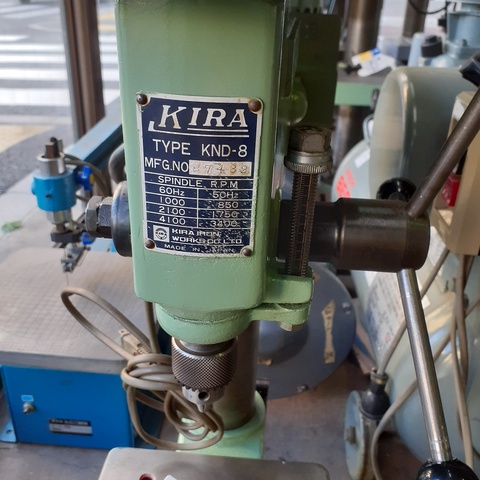 KIRA
TYPE KND-8
MFG.NO
SPINDLE, R.P.M
60Hz 50Hz
1000 850
2100 1750
4100 3400
KIRA IRON
WORKS CO.,LTD.
MADE IN JAPAN